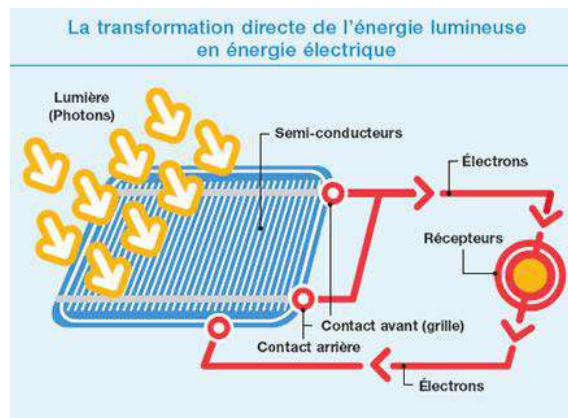 La transformation directe de l'énergie lumineuse
en énergie électrique
Lumière
(Photons)
Semi-conducteurs
Électrons
Récepteurs
Contact avant (grille)
Contact arrière
Électrons